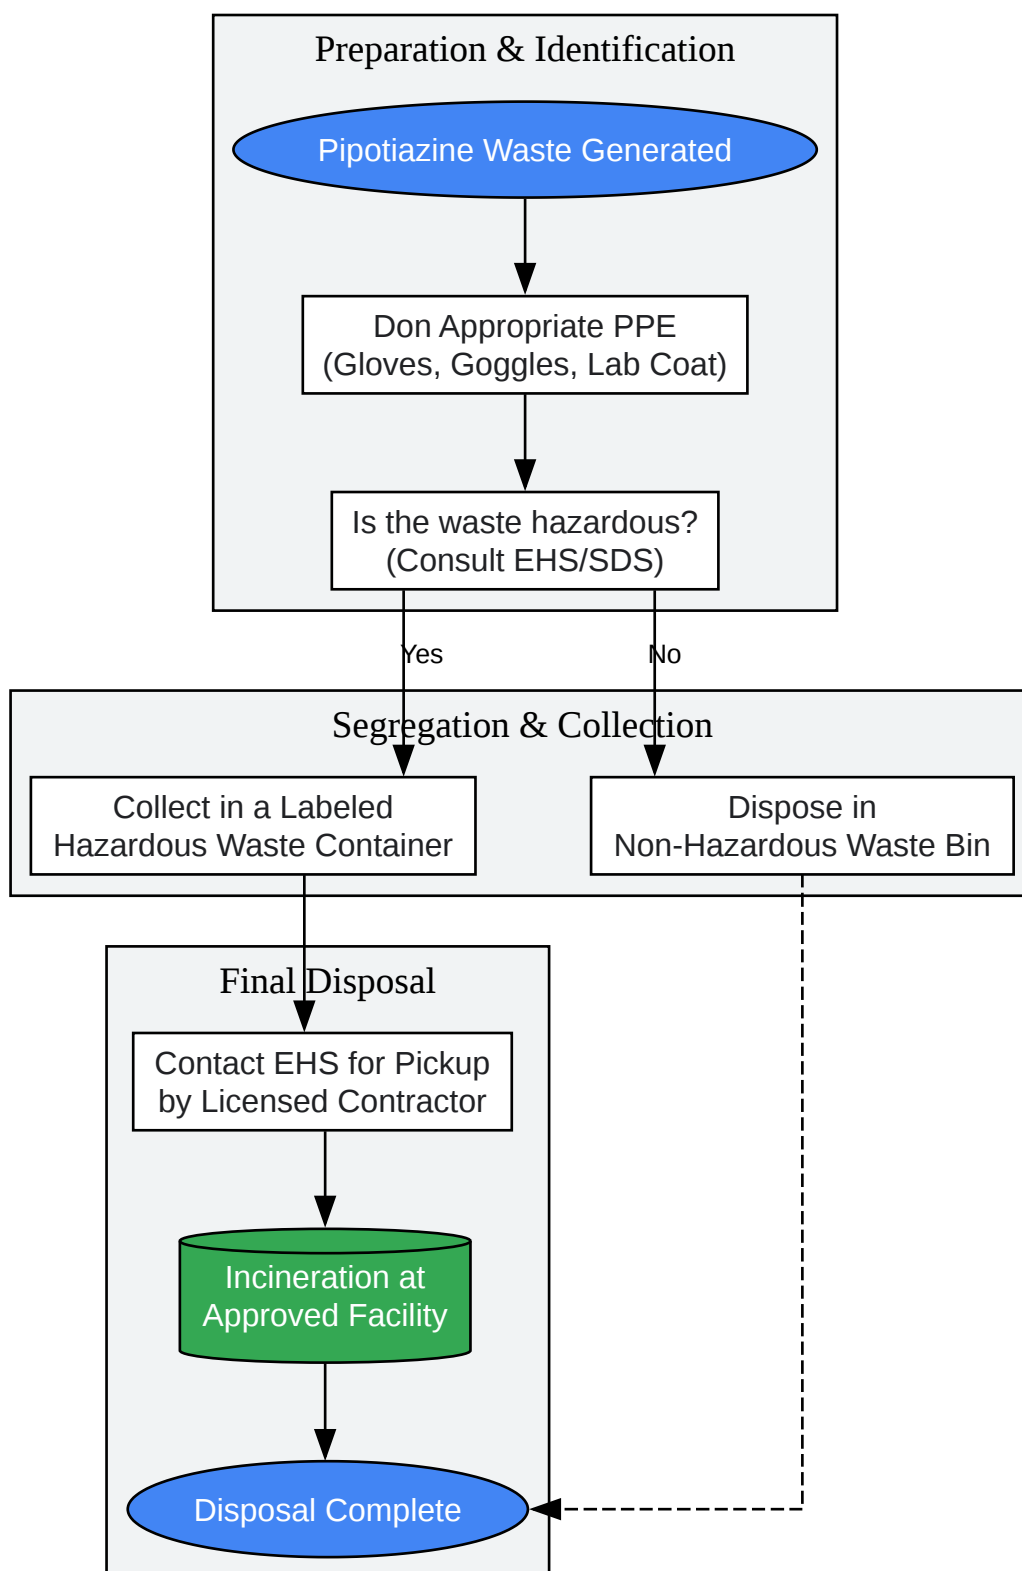 Preparation & Identification
Pipotiazine Waste Generated
Don Appropriate PPE
(Gloves, Goggles, Lab Coat)
Is the waste hazardous?
(Consult EHS/SDS)
Yes
No
Segregation & Collection
Collect in a Labeled
Hazardous Waste Container
Dispose in
Non-Hazardous Waste Bin
Final Disposal
Contact EHS for Pickup
by Licensed Contractor
Incineration at
Approved Facility
Disposal Complete